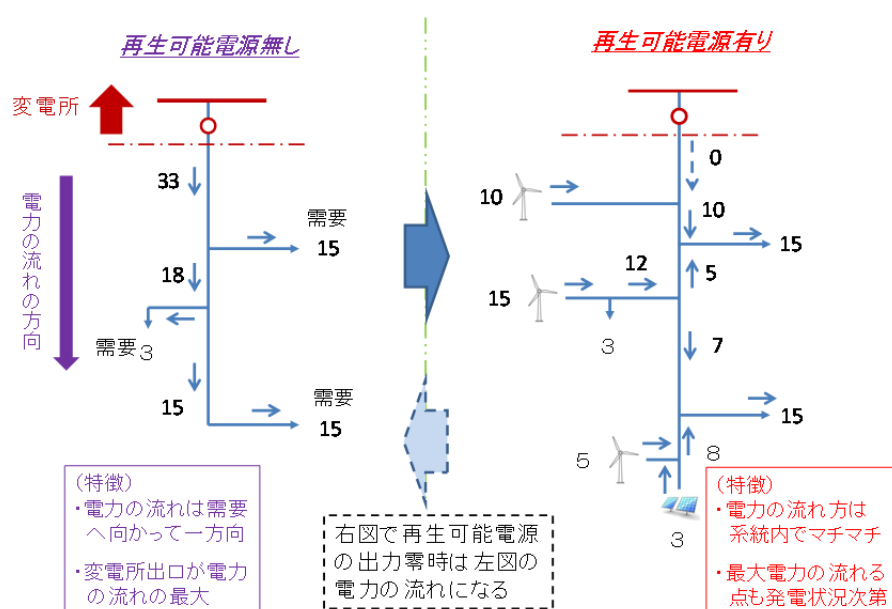 再生可能電源無し
再生可能電源有り
変電所
電力の流れの方向
33
需要
15
18
需要3
15
需要
15
0
10
10
15
12
5
15
3
7
15
5
8
3
(特徴)
・電力の流れは需要
へ向かって一方向
・変電所出口が電力
の流れの最大
右図で再生可能電源
の出力零時は左図の
電力の流れになる
(特徴)
・電力の流れ方は
系統内でマチマチ
・最大電力の流れる
点も発電状況次第